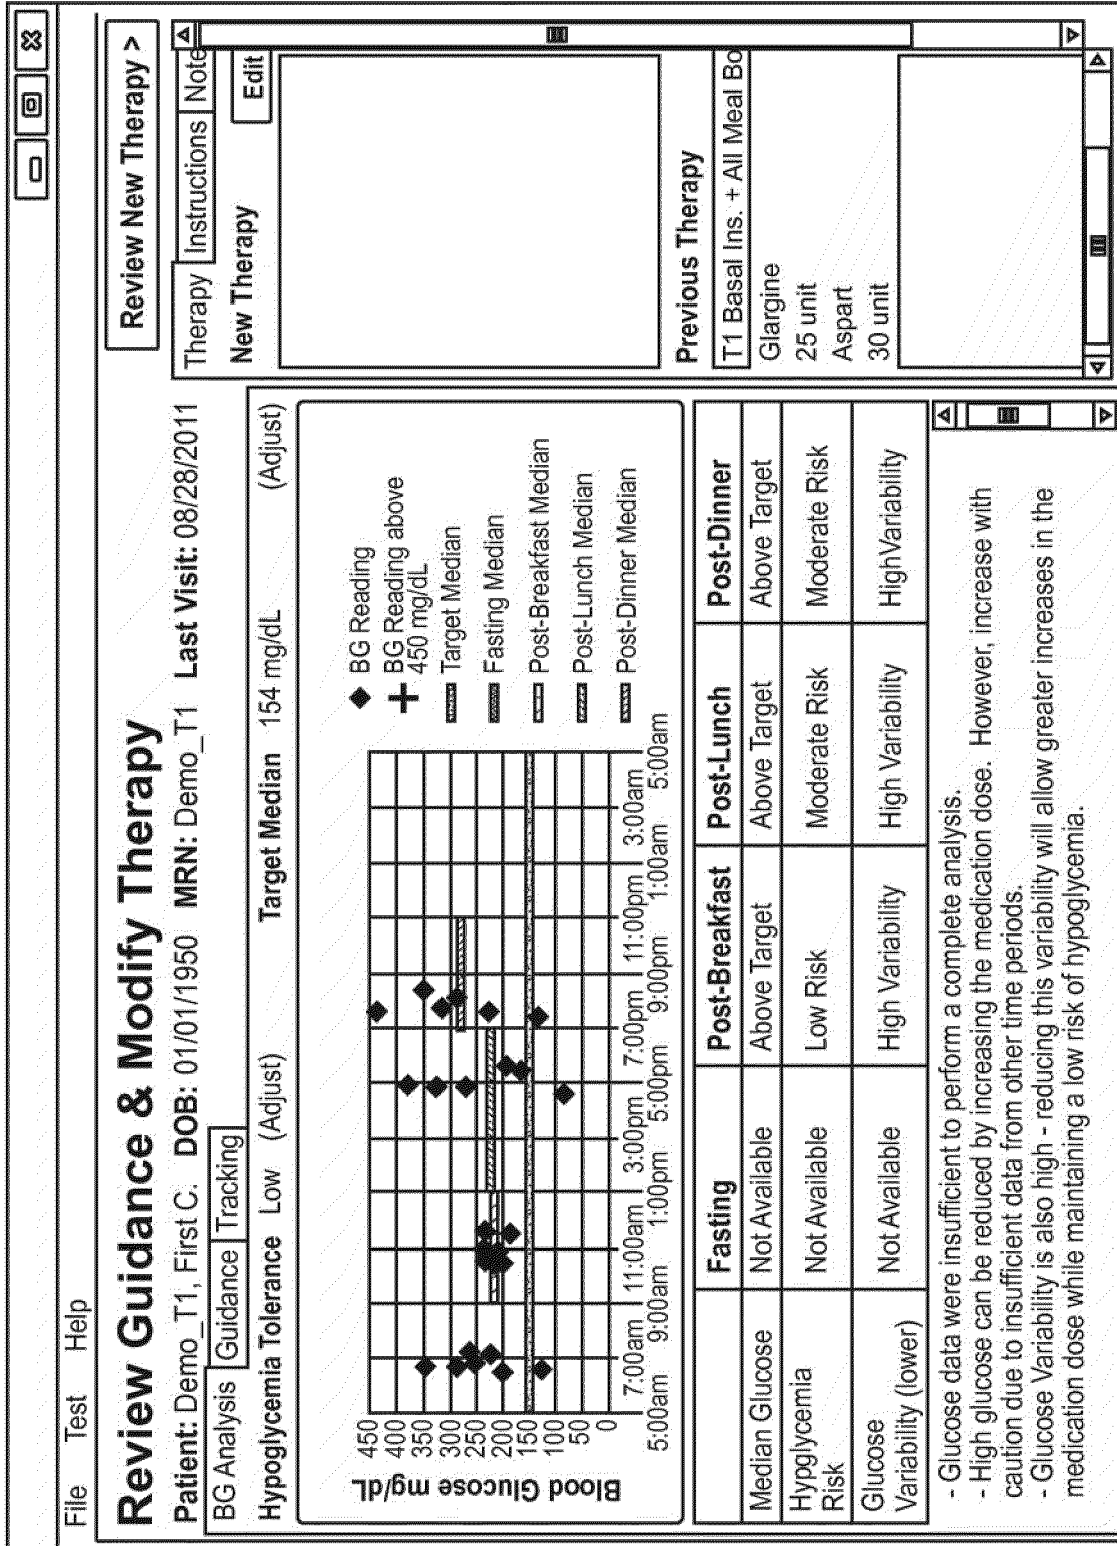 File Test Help
Review Guidance & Modify Therapy
Review New Therapy >
Patient: Demo_T1, First C. DOB: 01/01/1950 MRN: Demo_T1 Last Visit: 08/28/2011
BG Analysis Guidance Tracking
Hypoglycemia Tolerance Low (Adjust) Target Median 154 mg/dL (Adjust)
Blood Glucose mg/dL
450
400
350
300
250
200
150
100
50
0
5:00am 7:00am 9:00am 11:00am 1:00pm 3:00pm 5:00pm 7:00pm 9:00pm 11:00pm 1:00am 3:00am 5:00am
BG Reading
BG Reading above
450 mg/dL
Target Median
Fasting Median
Post-Breakfast Median
Post-Lunch Median
Post-Dinner Median
Fasting Post-Breakfast Post-Lunch Post-Dinner
Median Glucose Not Available Above Target Above Target Above Target
Hypglycemia
Risk Not Available Low Risk Moderate Risk Moderate Risk
Glucose
Variability (lower) Not Available High Variability High Variability HighVariability
- Glucose data were insufficient to perform a complete analysis.
- High glucose can be reduced by increasing the medication dose. However, increase with
caution due to insufficient data from other time periods.
- Glucose Variability is also high - reducing this variability will allow greater increases in the
medication dose while maintaining a low risk of hypoglycemia.
Therapy Instructions Note
New Therapy Edit
Previous Therapy
T1 Basal Ins. + All Meal Bo
Glargine
25 unit
Aspart
30 unit